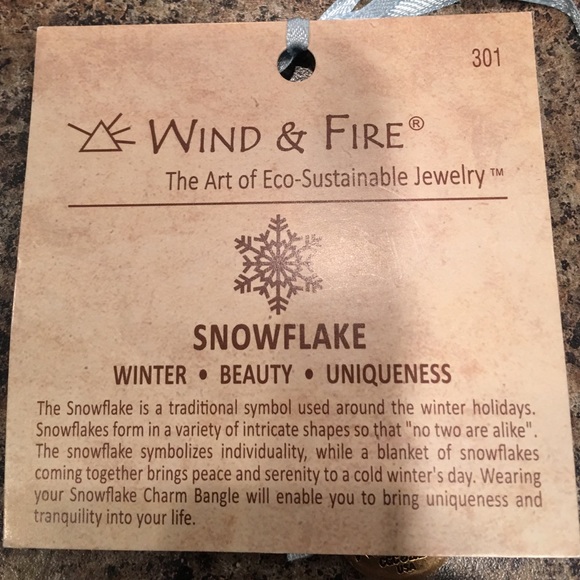 301
WIND & FIRE®
The Art of Eco-Sustainable Jewelry™
SNOWFLAKE
WINTER • BEAUTY • UNIQUENESS
The Snowflake is a traditional symbol used around the winter holidays.
Snowflakes form in a variety of intricate shapes so that "no two are alike".
The snowflake symbolizes individuality, while a blanket of snowflakes
coming together brings peace and serenity to a cold winter's day. Wearing
your Snowflake Charm Bangle will enable you to bring uniqueness and
tranquility into your life.
USA